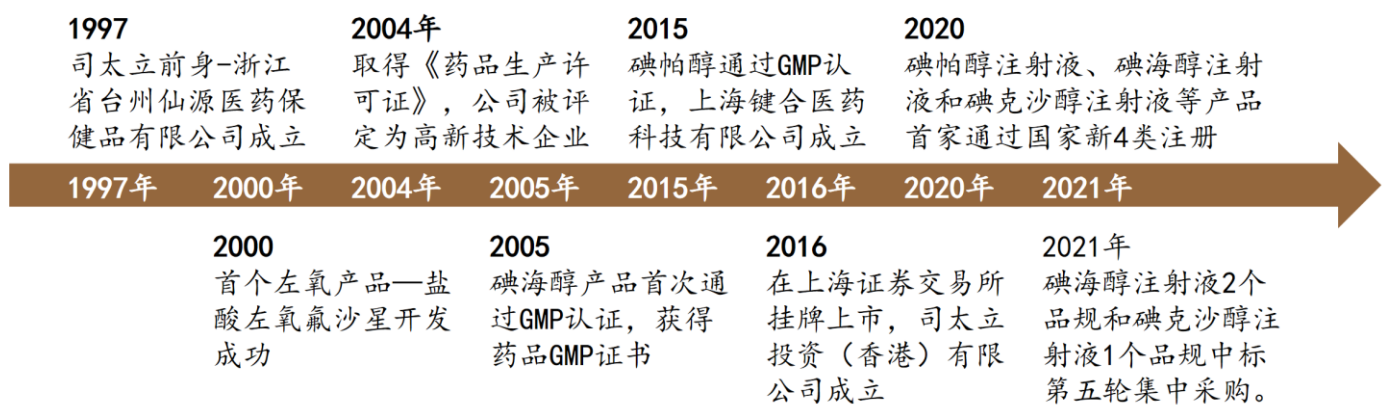 1997
司太立前身-浙江
省台州仙源医药保
健品有限公司成立
2004年
取得《药品生产许
可证》，公司被评
定为高新技术企业
2015
碘帕醇通过GMP认
证，上海键合医药
科技有限公司成立
2020
碘帕醇注射液、碘海醇注射
液和碘克沙醇注射液等产品
首家通过国家新4类注册
1997年 2000年 2004年 2005年 2015年 2016年 2020年 2021年
2000
首个左氧产品—盐
酸左氧氟沙星开发
成功
2005
碘海醇产品首次通
过GMP认证，获得
药品GMP证书
2016
在上海证券交易所
挂牌上市，司太立
投资（香港）有限
公司成立
2021年
碘海醇注射液2个
品规和碘克沙醇注
射液1个品规中标
第五轮集中采购。